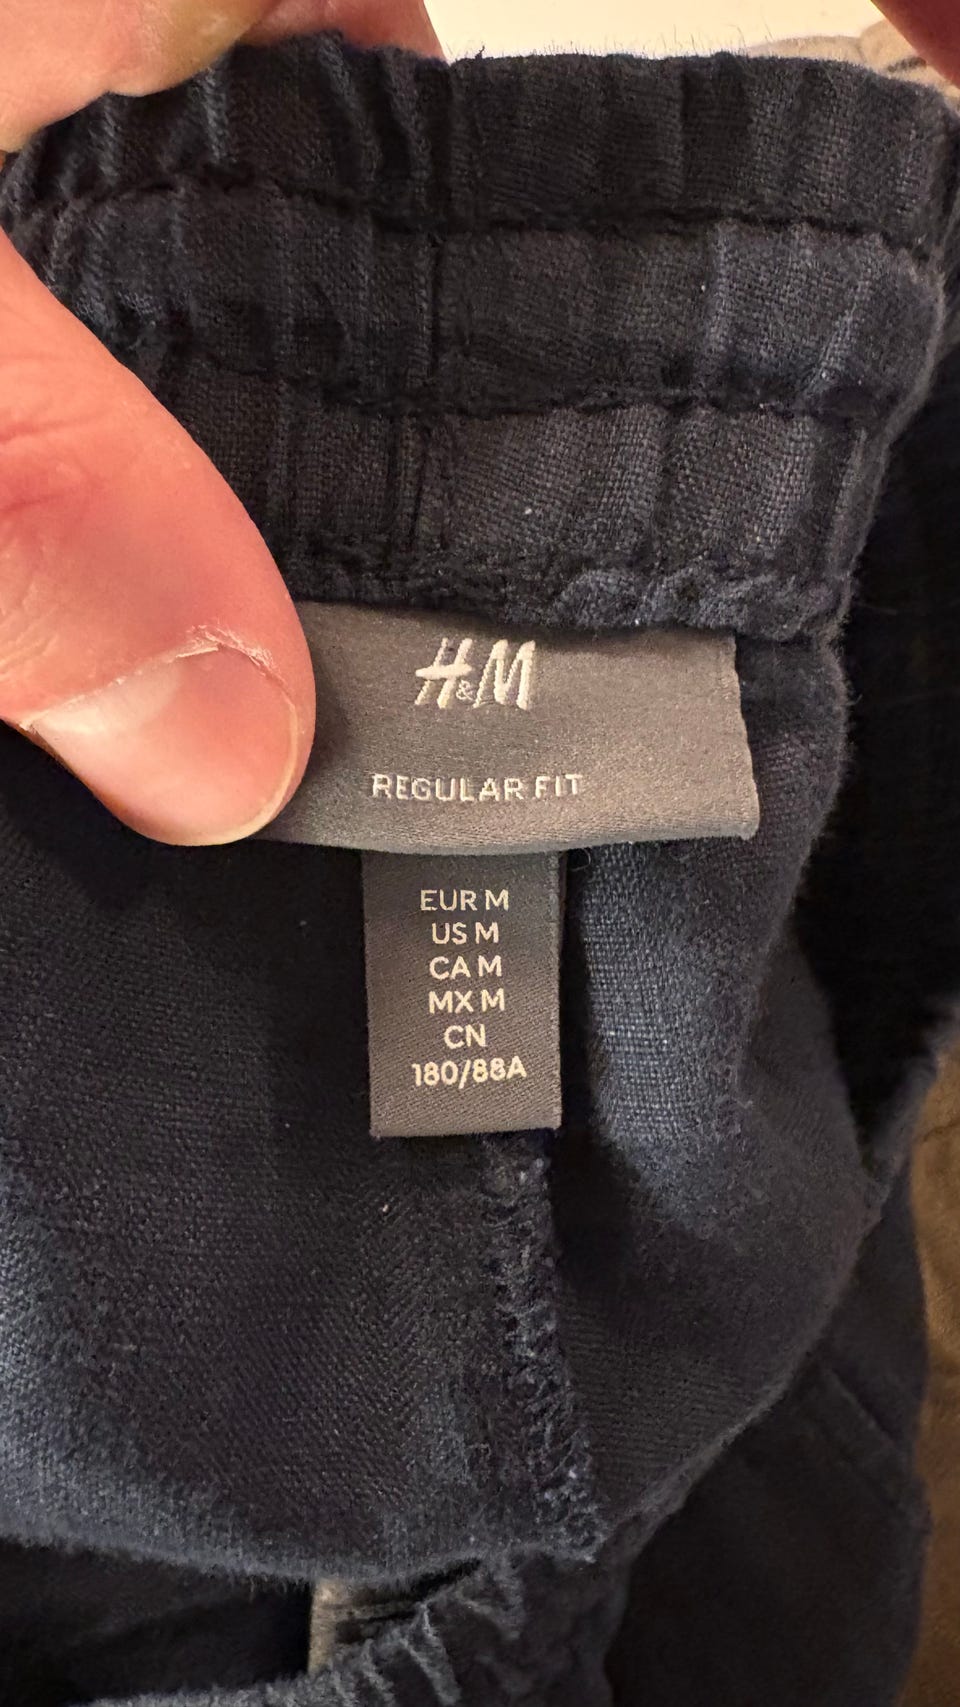 H&M
REGULAR FIT
EUR M
US M
CA M
MX M
CN
180/88A